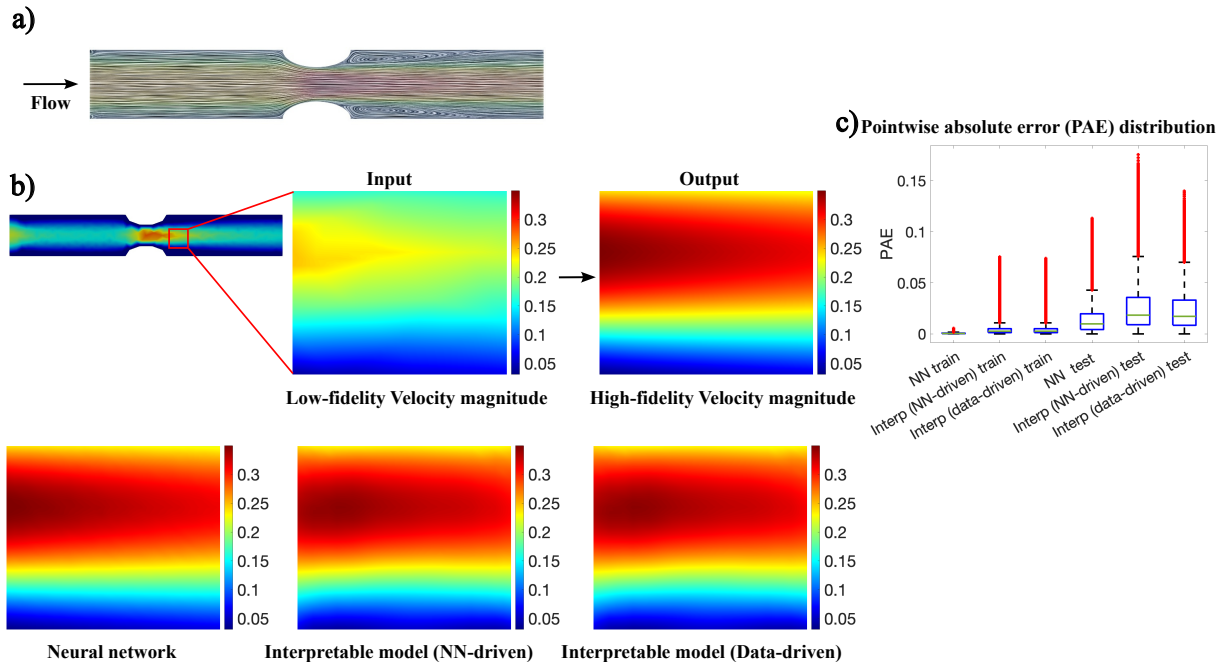 a)
Flow
b)
Input
Output
0.3
0.25
0.2
0.15
0.1
0.05
0.3
0.25
0.2
0.15
0.1
0.05
Low-fidelity Velocity magnitude
High-fidelity Velocity magnitude
c) Pointwise absolute error (PAE) distribution
PAE
0.15
0.1
0.05
0
NN train
Interp (NN-driven) train
Interp (data-driven) train
NN test
Interp (NN-driven) test
Interp (data-driven) test
0.3
0.25
0.2
0.15
0.1
0.05
0.3
0.25
0.2
0.15
0.1
0.05
0.3
0.25
0.2
0.15
0.1
0.05
Neural network
Interpretable model (NN-driven)
Interpretable model (Data-driven)